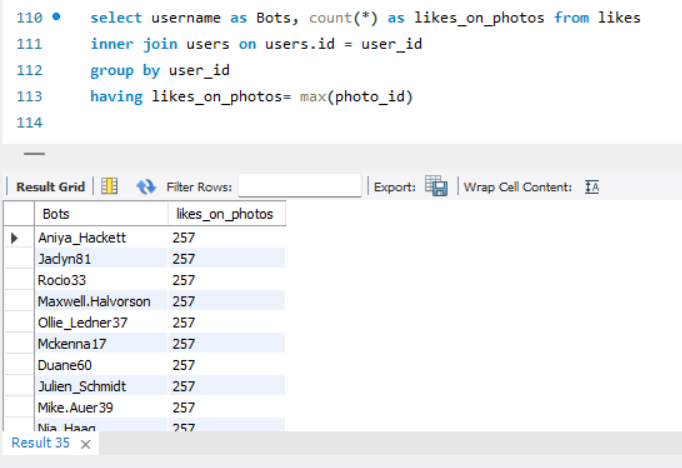 110 select username as Bots, count(*) as likes_on_photos from likes
111 inner join users on users.id = user_id
112 group by user_id
113 having likes_on_photos= max(photo_id)
114
Result Grid Filter Rows: Export: Wrap Cell Content: IA
Bots likes_on_photos
Aniya_Hackett 257
Jaclyn81 257
Rocio33 257
Maxwell.Halvorson 257
Ollie_Ledner37 257
Mckenna17 257
Duane60 257
Julien_Schmidt 257
Mike.Auer39 257
Nia_Haag 257
Result 35